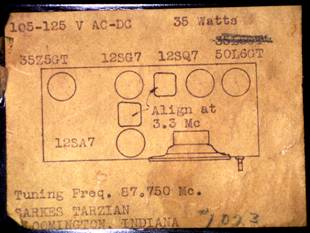 105-125 V AC-DC 35 Watts
35Z5GT 12SG7 12SQ7 50L6GT
Align at
3.3 Mc
12SA7
Tuning Freq. 87.750 Mc.
SARKES TARZIAN
BLOOMINGTON, INDIANA